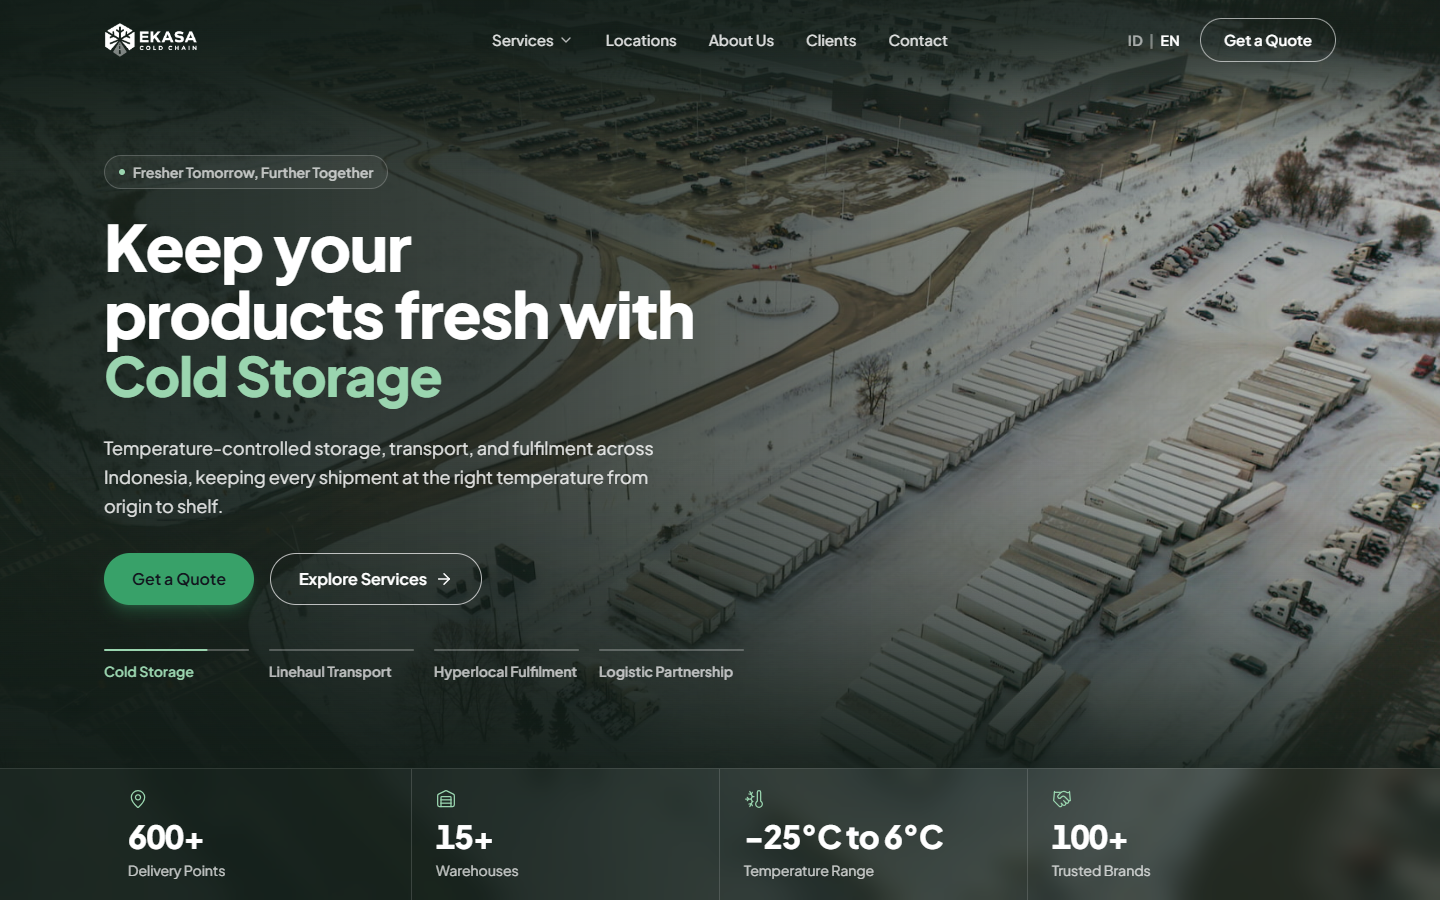 EKASA
COLD CHAIN
Services
Locations
About Us
Clients
Contact
ID | EN
Get a Quote
Fresher Tomorrow, Further Together
Keep your
products fresh with
Cold Storage
Temperature-controlled storage, transport, and fulfilment across
Indonesia, keeping every shipment at the right temperature from
origin to shelf.
Get a Quote
Explore Services
Cold Storage
Linehaul Transport
Hyperlocal Fulfilment
Logistic Partnership
600+
Delivery Points
15+
Warehouses
−25°C to 6°C
Temperature Range
100+
Trusted Brands